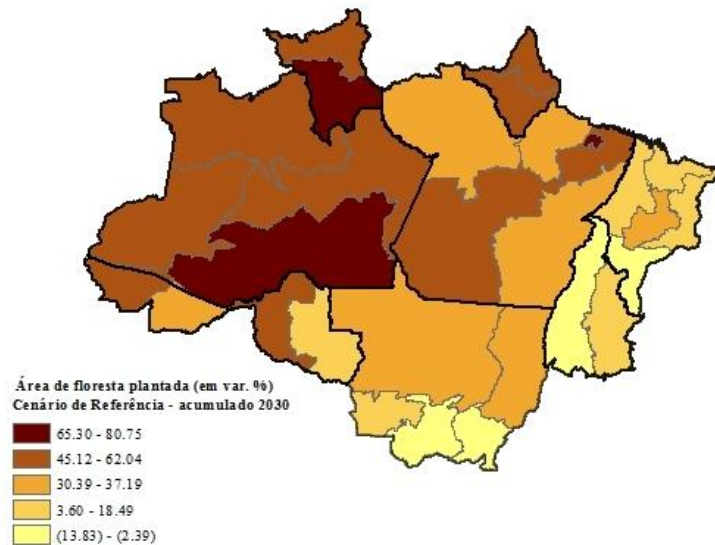 Área de floresta plantada (em var. %)
Cenário de Referência - acumulado 2030
65.30 - 80.75
45.12 - 62.04
30.39 - 37.19
3.60 - 18.49
(13.83) - (2.39)